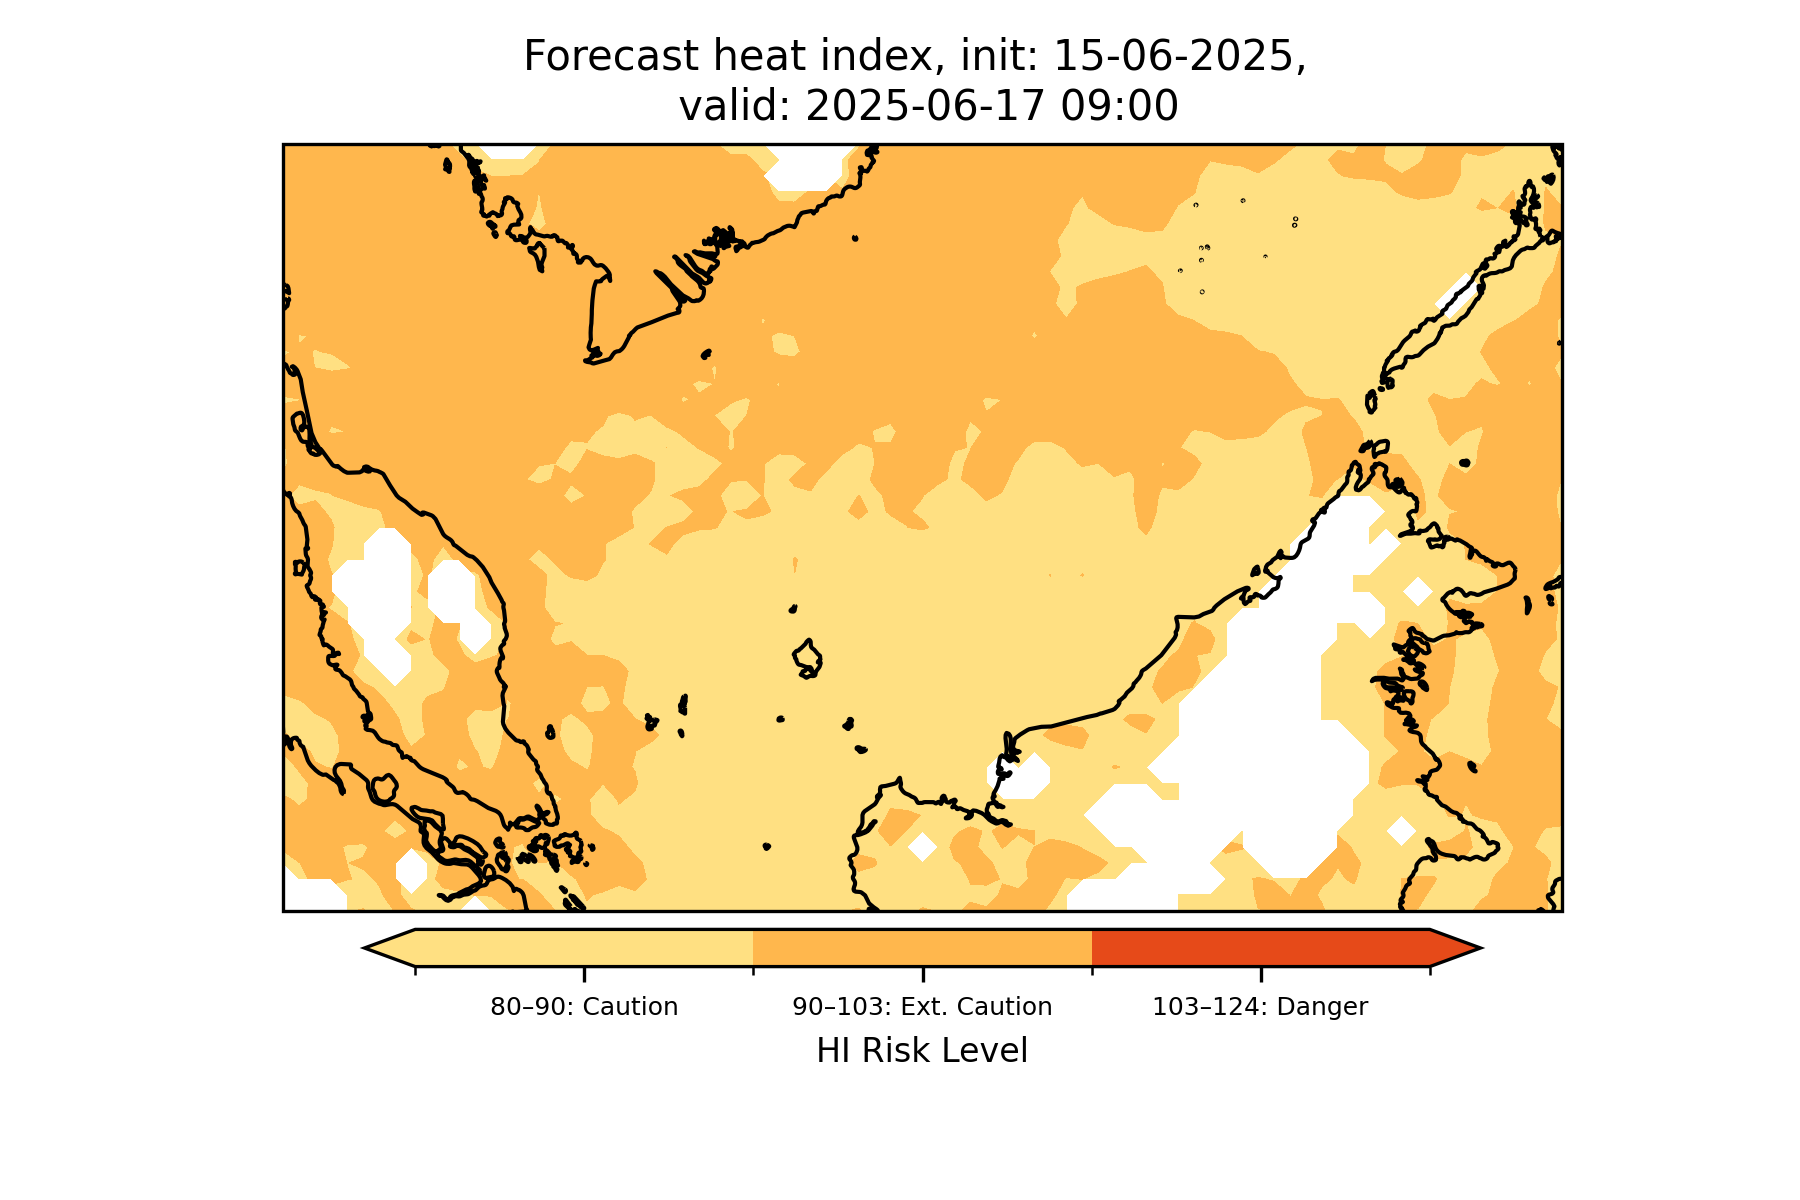 Forecast heat index, init: 15-06-2025,
valid: 2025-06-17 09:00
80–90: Caution
90–103: Ext. Caution
103–124: Danger
HI Risk Level